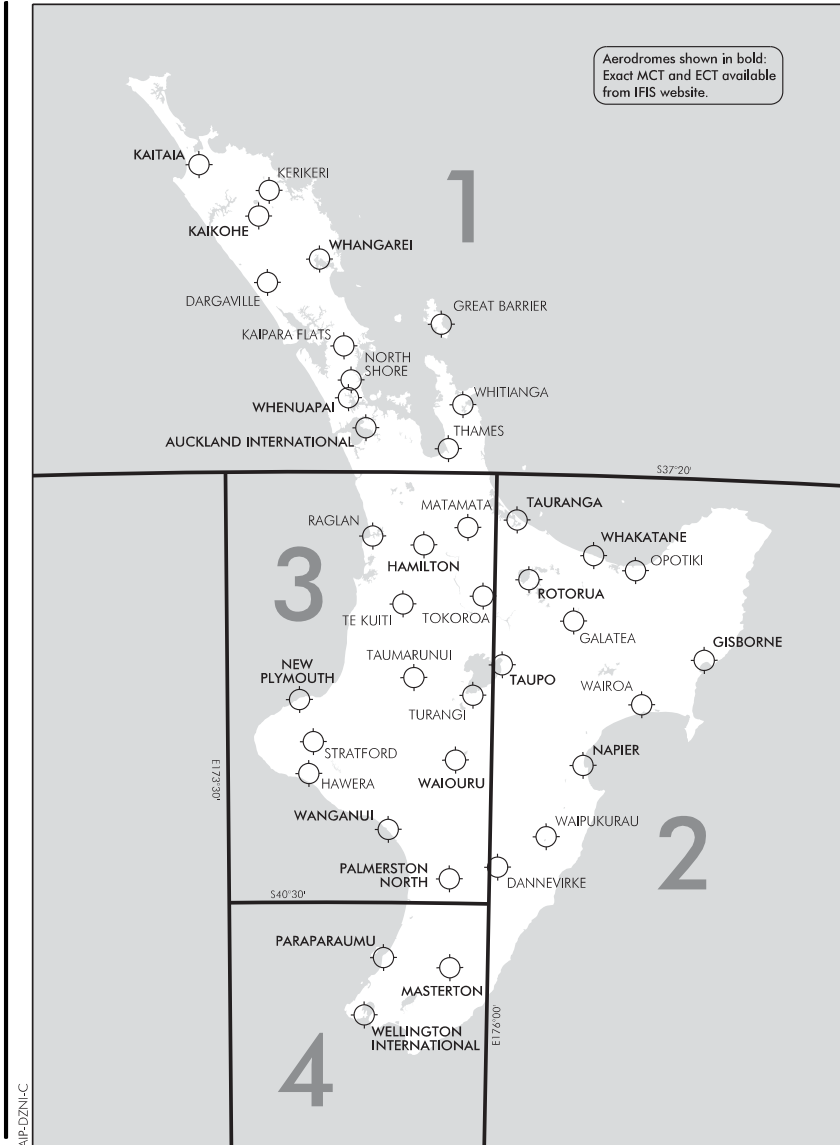 Aerodromes shown in bold:
Exact MCT and ECT available
from IFIS website.
KAITAIA
KERIKERI
1
KAIKOHE
WHANGAREI
DARGAVILLE
GREAT BARRIER
KAIPARA FLATS
NORTH
SHORE
WHITIANGA
WHENUAPAI
THAMES
AUCKLAND INTERNATIONAL
S37°20'
MATAMATA
TAURANGA
RAGLAN
WHAKATANE
HAMILTON
OPOTIKI
3
ROTORUA
TE KUITI
TOKOROA
GALATEA
GISBORNE
TAUMARUNUI
NEW
PLYMOUTH
TAUPO
WAIROA
TURANGI
STRATFORD
NAPIER
E173°30'
HAWERA
WAIOURU
WANGANUI
WAIPUKURAU
2
PALMERSTON
NORTH
DANNEVIRKE
S40°30'
PARAPARAUMU
MASTERTON
E176°00'
WELLINGTON
INTERNATIONAL
4
AIP-DZNI-C